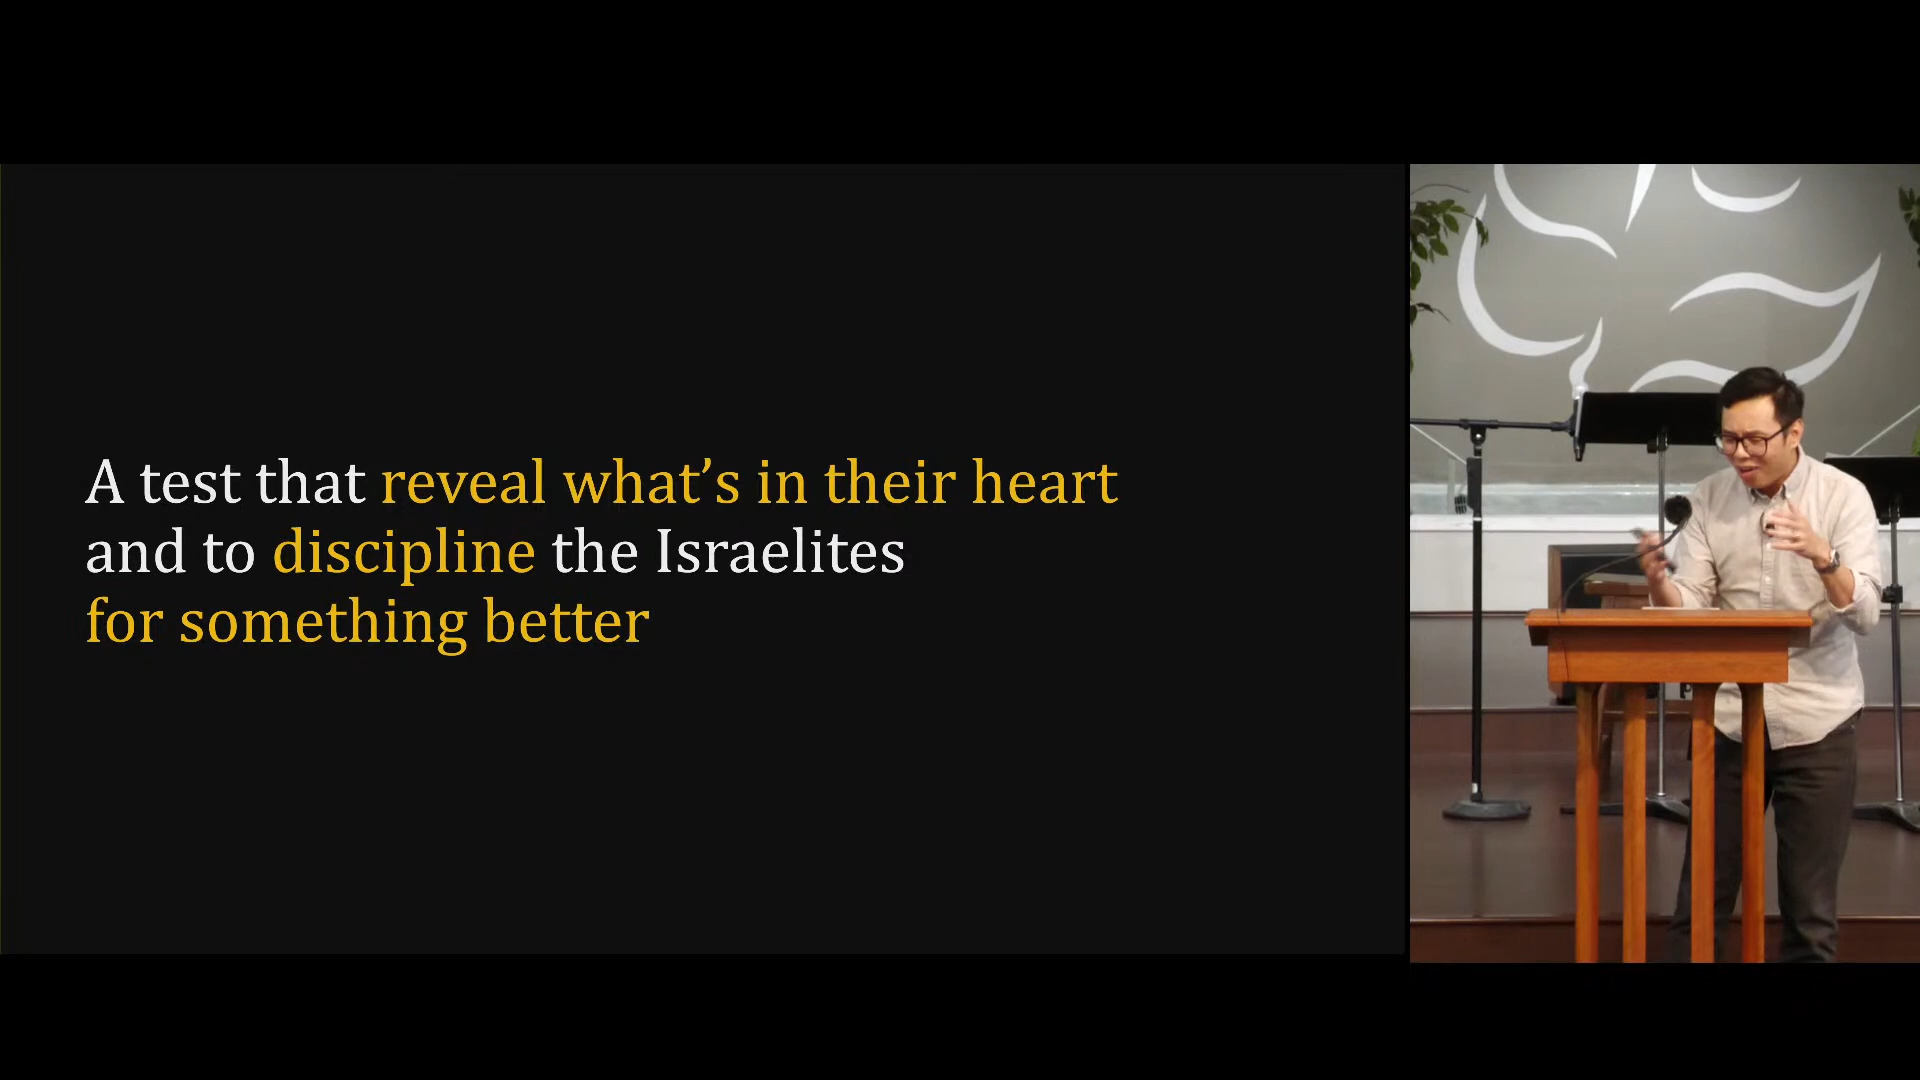 A test that reveal what’s in their heart
and to discipline the Israelites
for something better